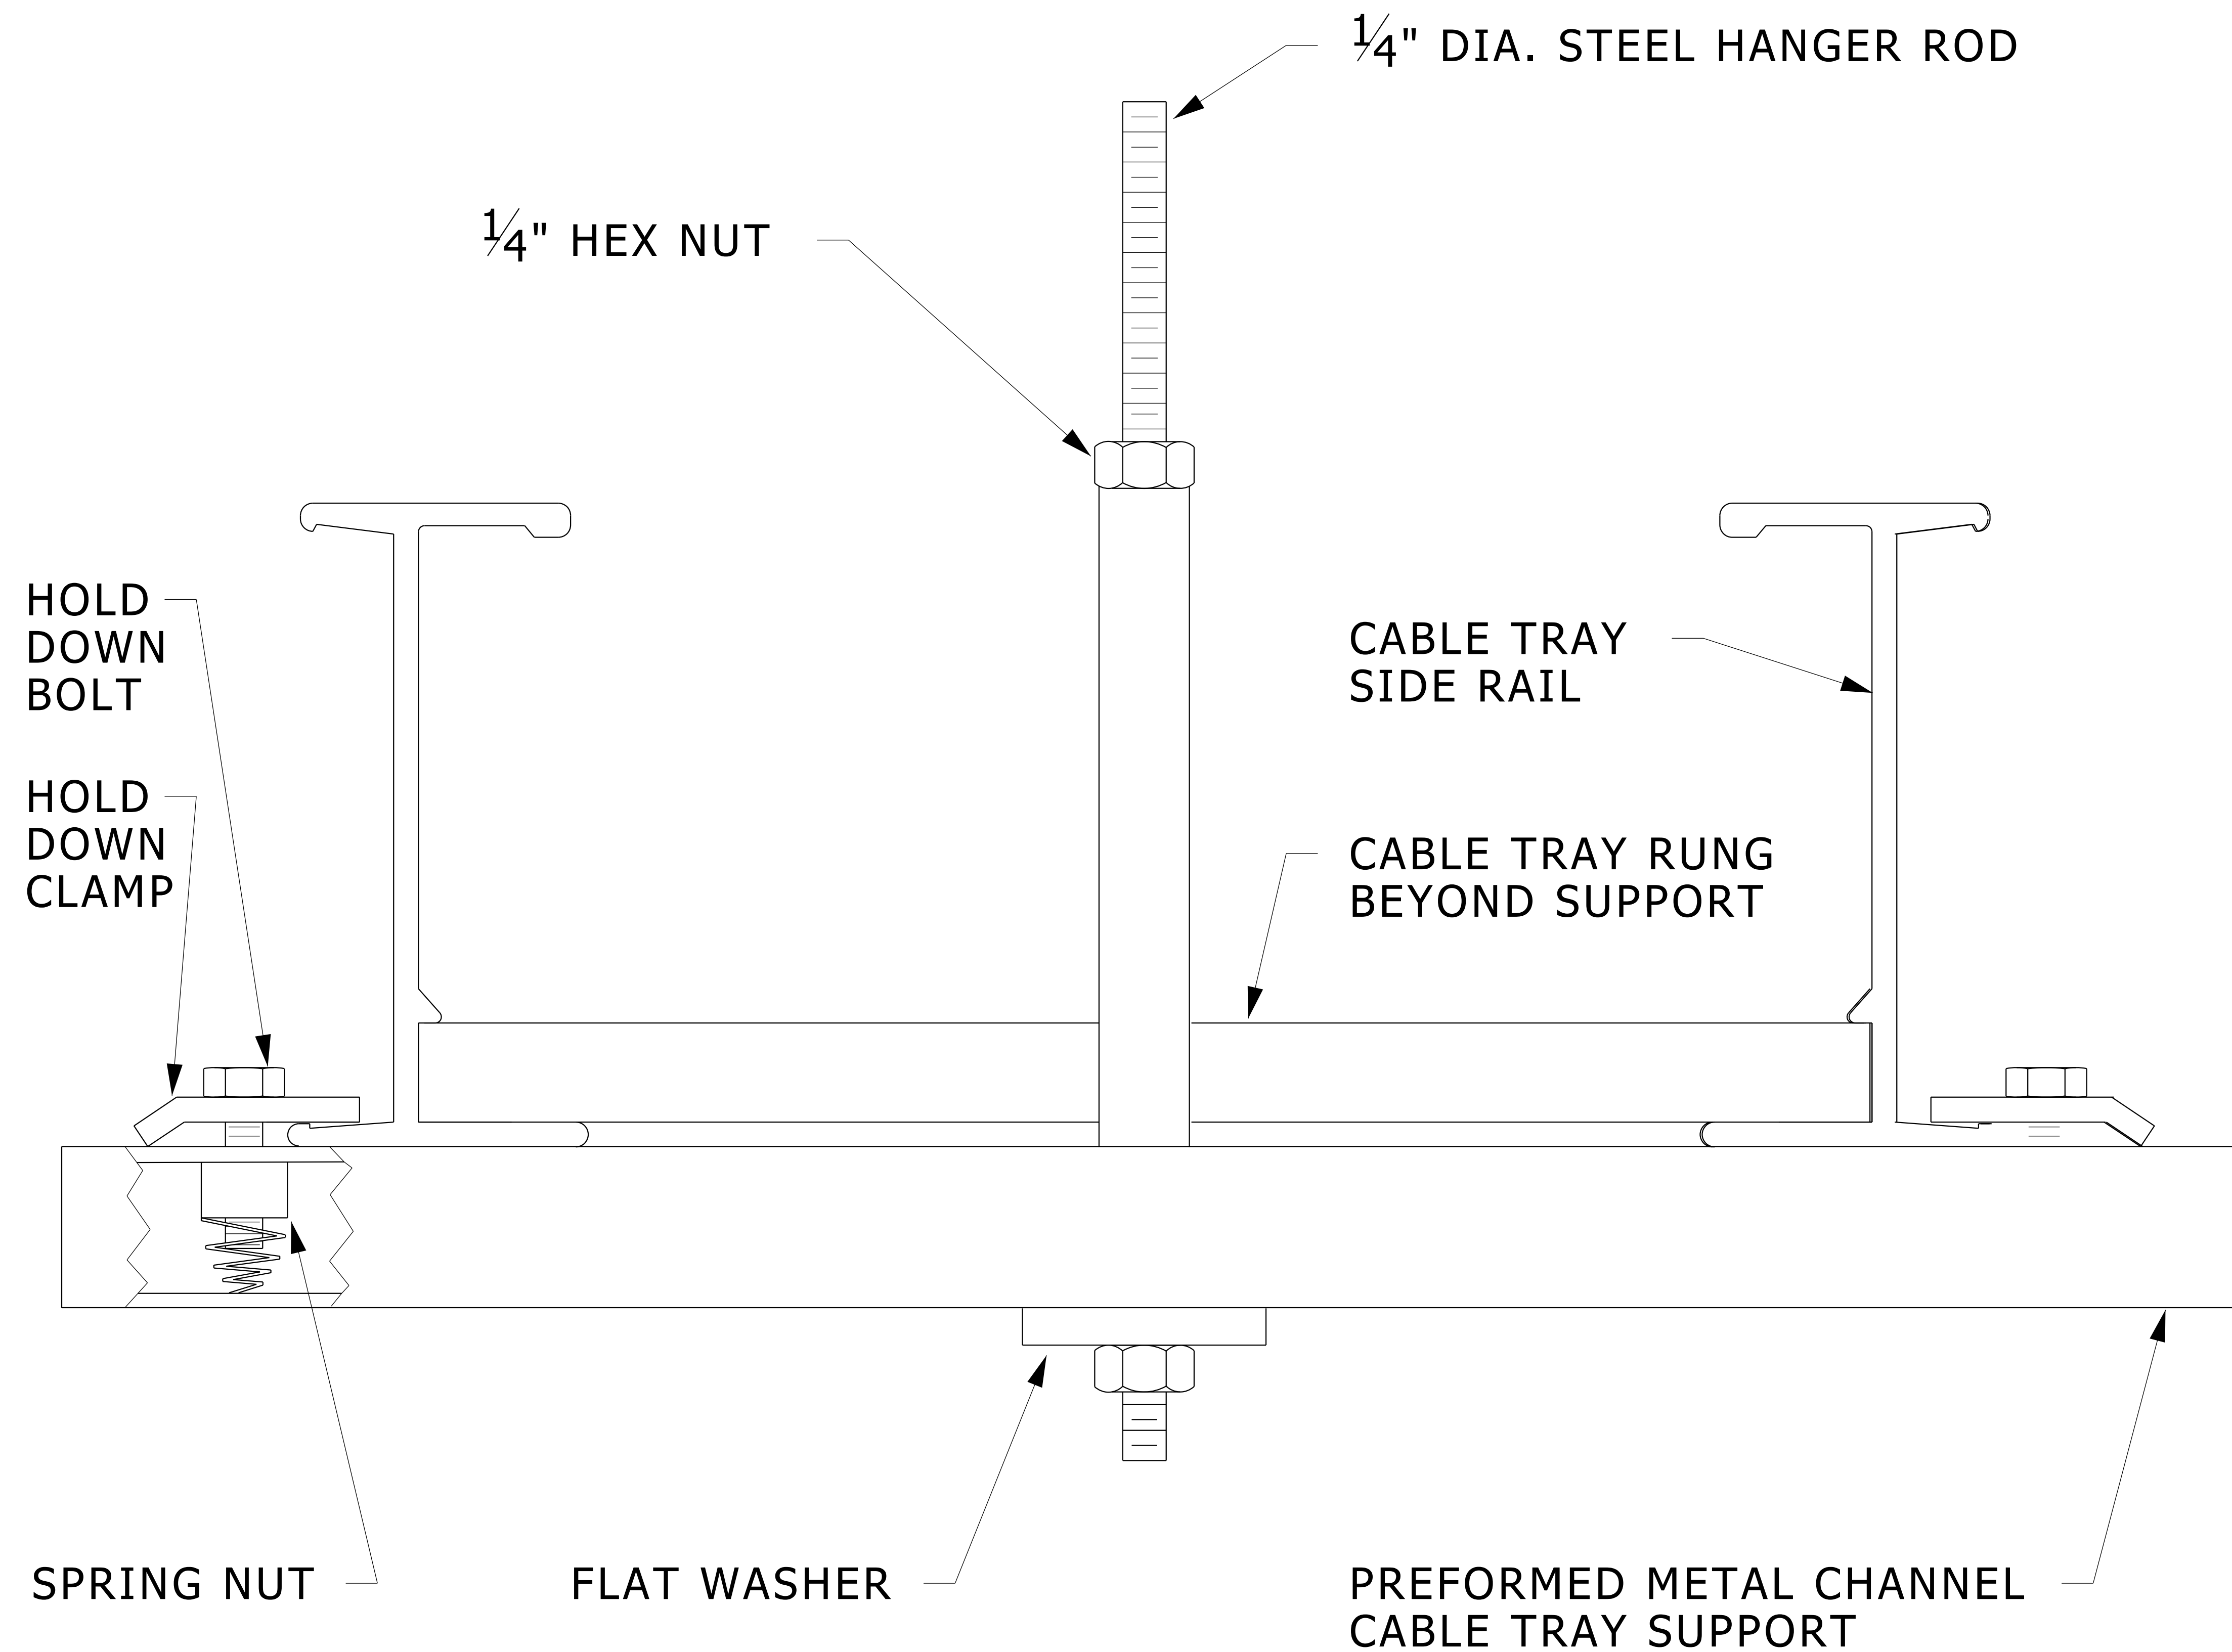 ¼" DIA. STEEL HANGER ROD
¼" HEX NUT
HOLD
DOWN
BOLT
CABLE TRAY
SIDE RAIL
HOLD
DOWN
CLAMP
CABLE TRAY RUNG
BEYOND SUPPORT
SPRING NUT
FLAT WASHER
PREFORMED METAL CHANNEL
CABLE TRAY SUPPORT